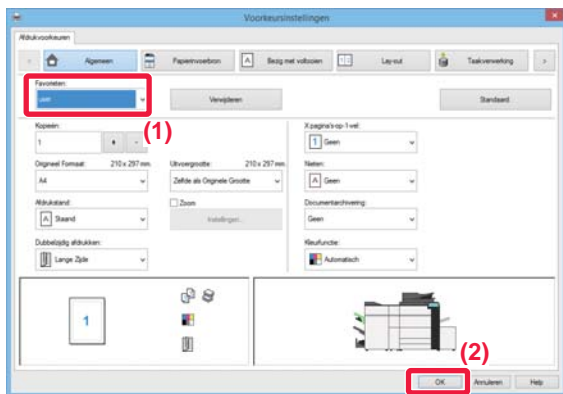 Voorkeursinstellingen
Afdrukvoorkeuren
Algemeen
Papierinvoerbron
Bezig met voltooien
Lay-out
Taakverwerking
Favorieten:
user
Verwijderen
Standaard
(1)
Kopieën:
1
Origineel Formaat:
210 x 297 mm.
A4
Uitvoergrootte:
210 x 297 mm.
Zelfde als Originele Grootte
Afdrukstand:
Staand
Zoom
Instellingen..
Dubbelzijdig afdrukken:
Lange Zijde
X pagina's op 1 vel:
1 Geen
Nieten:
Geen
Documentarchivering:
Geen
Kleurfunctie:
Automatisch
1
(2)
OK
Annuleren
Help